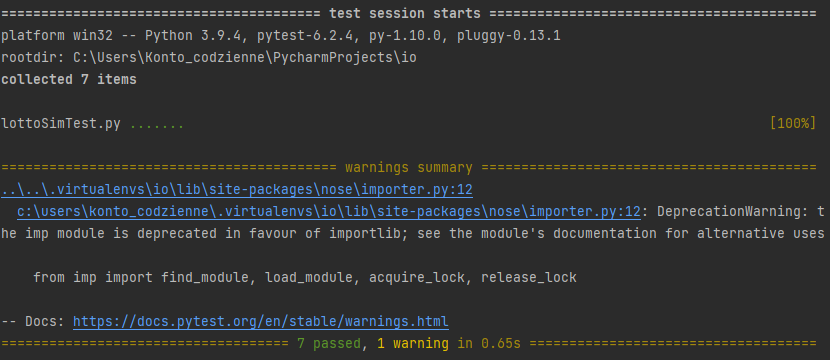 ======================================== test session starts =========================================
platform win32 -- Python 3.9.4, pytest-6.2.4, py-1.10.0, pluggy-0.13.1
rootdir: C:\Users\Konto_codzienne\PycharmProjects\io
collected 7 items
lottoSimTest.py ....... [100%]
========================================== warnings summary ==========================================
..\..\.virtualenvs\io\lib\site-packages\nose\importer.py:12
c:\users\konto_codzienne\.virtualenvs\io\lib\site-packages\nose\importer.py:12: DeprecationWarning: t
he imp module is deprecated in favour of importlib; see the module's documentation for alternative uses
from imp import find_module, load_module, acquire_lock, release_lock
-- Docs: https://docs.pytest.org/en/stable/warnings.html
==================================== 7 passed, 1 warning in 0.65s ====================================